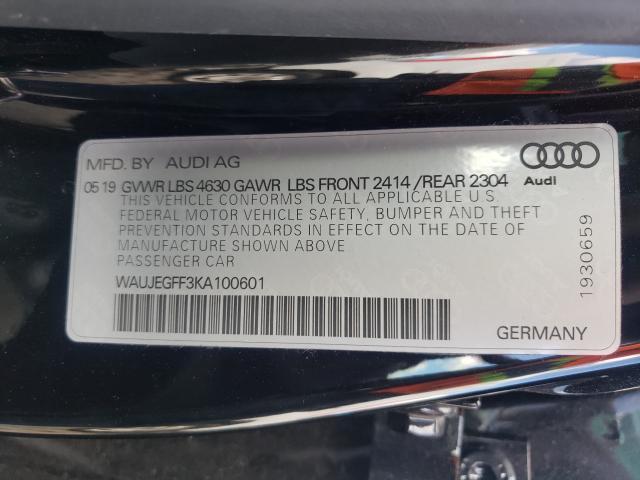 MFD. BY AUDI AG
05 19 GVWR LBS 4630 GAWR LBS FRONT 2414 /REAR 2304
THIS VEHICLE CONFORMS TO ALL APPLICABLE U.S.
FEDERAL MOTOR VEHICLE SAFETY, BUMPER AND THEFT
PREVENTION STANDARDS IN EFFECT ON THE DATE OF
MANUFACTURE SHOWN ABOVE
PASSENGER CAR
WAUJEGFF3KA100601
Audi
1930659
GERMANY